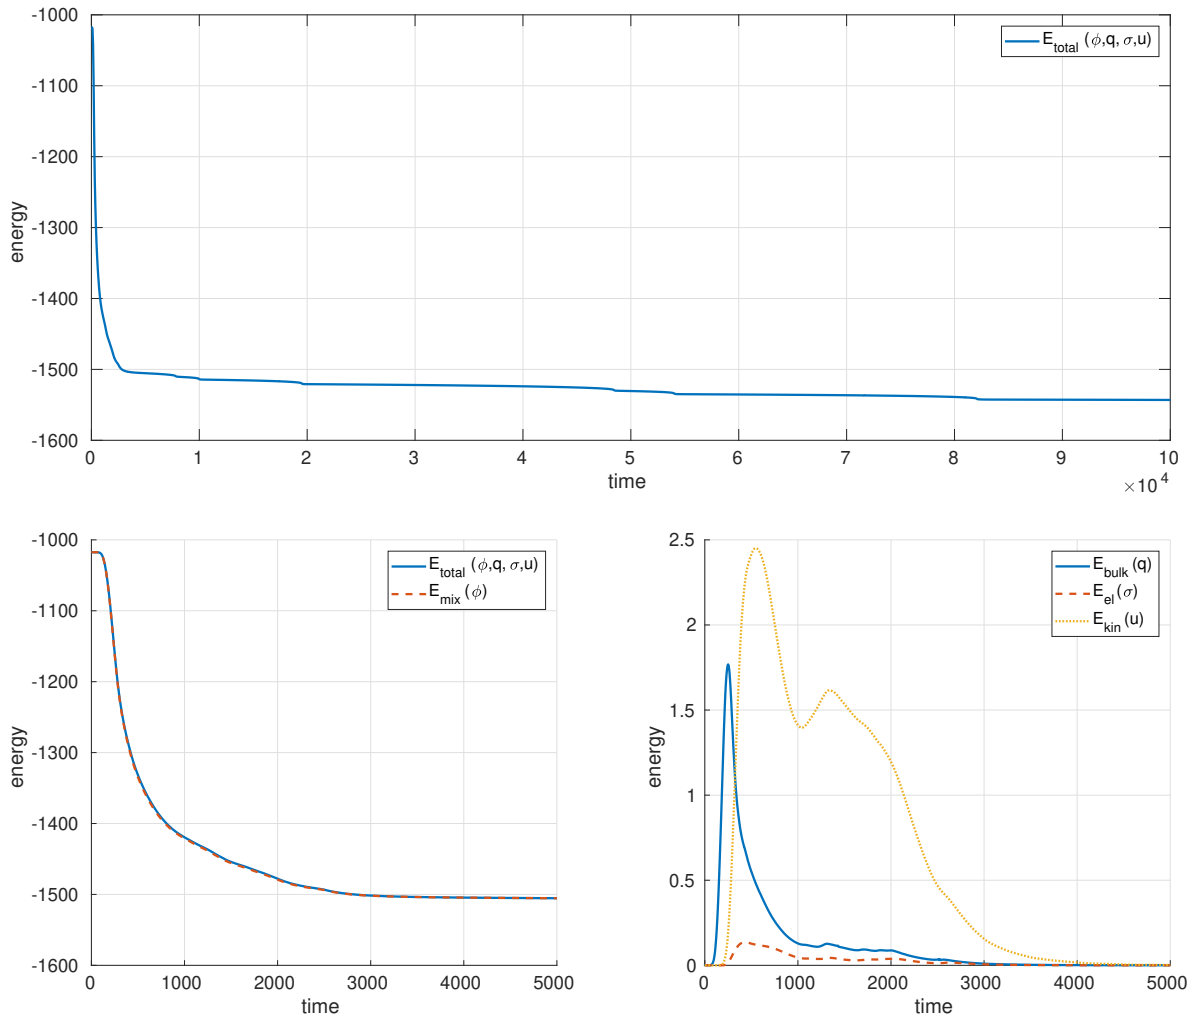 -1000
-1100
-1200
-1300
-1400
-1500
-1600
energy
E_total (ϕ,q, σ,u)
0 1 2 3 4 5 6 7 8 9 10
time
×10^4
-1000
-1100
-1200
-1300
-1400
-1500
-1600
energy
E_total (ϕ,q, σ,u)
E_mix (ϕ)
0 1000 2000 3000 4000 5000
time
2.5
2
1.5
1
0.5
0
energy
E_bulk (q)
E_el (σ)
E_kin (u)
0 1000 2000 3000 4000 5000
time